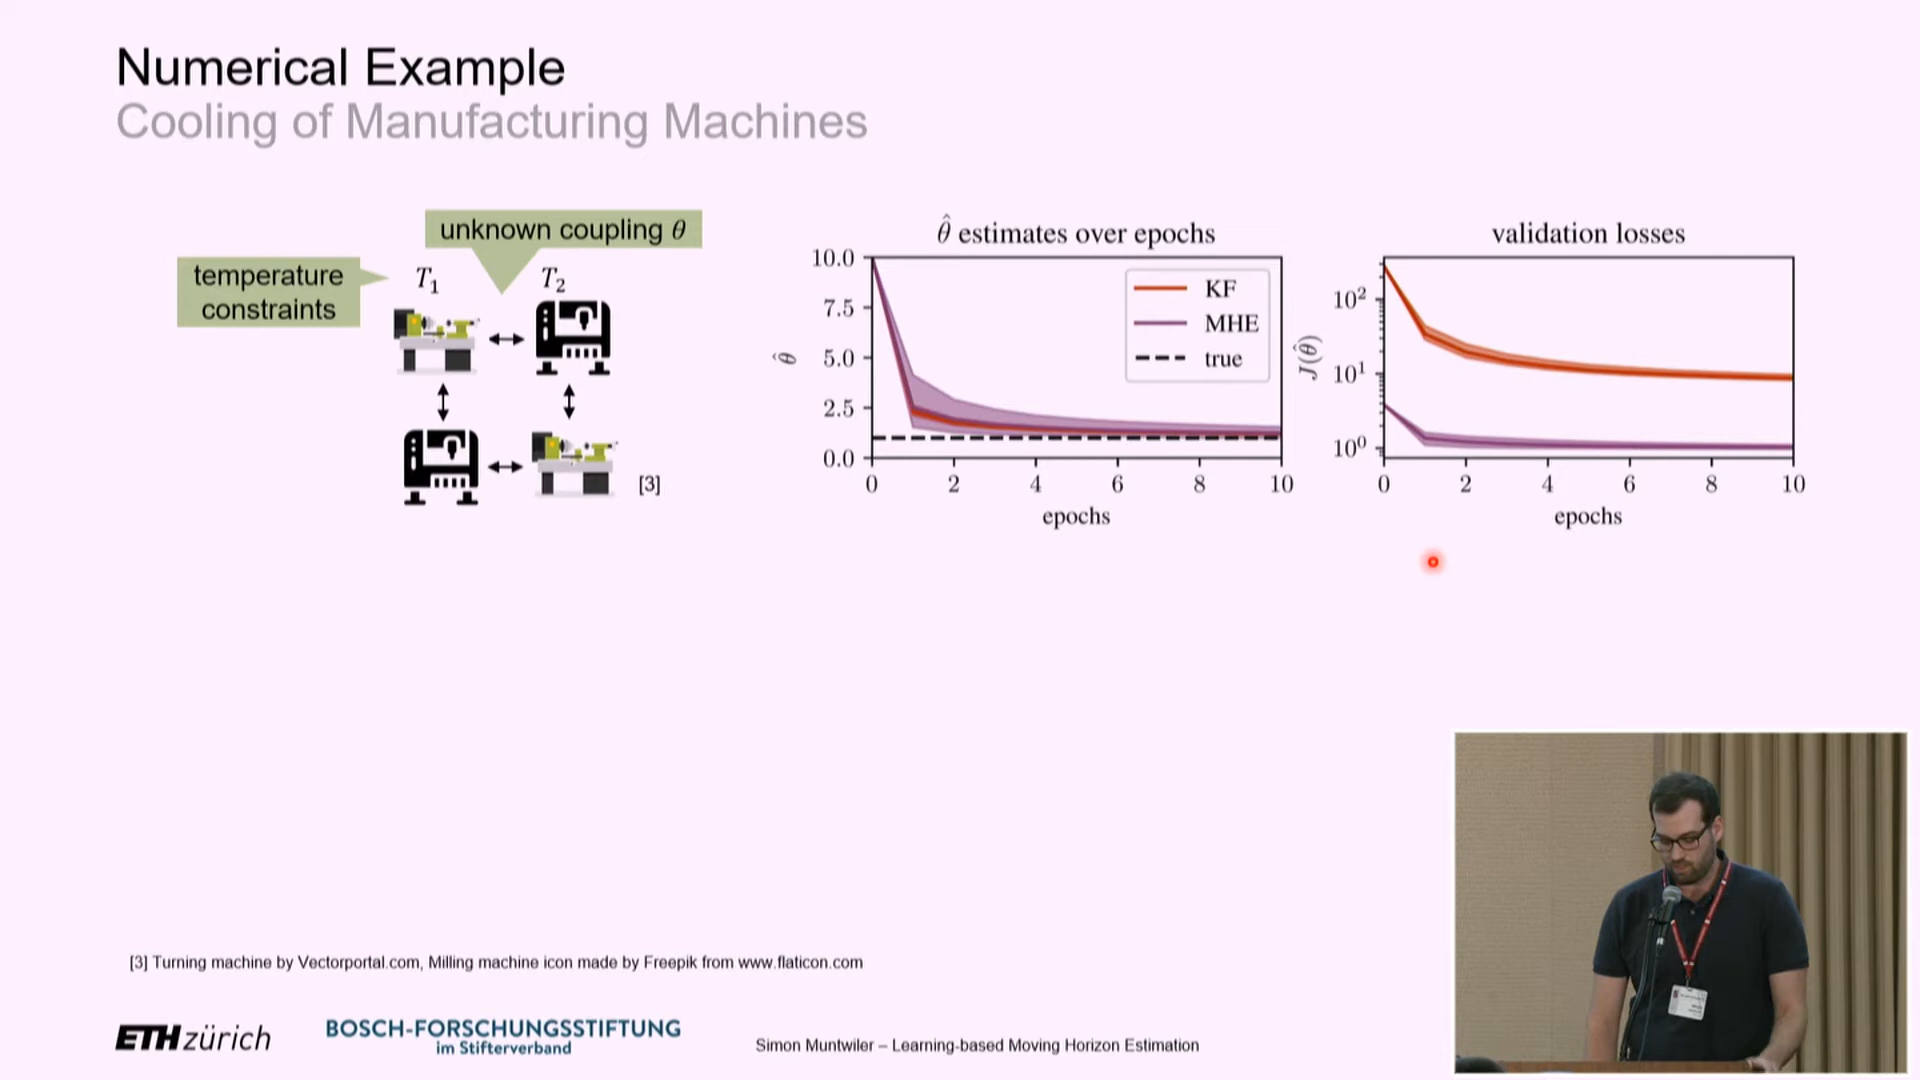 Numerical Example
Cooling of Manufacturing Machines
unknown coupling θ
temperature
constraints
T₁
T₂
[3]
θ̂ estimates over epochs
10.0
7.5
5.0
2.5
0.0
θ̂
KF
MHE
true
0 2 4 6 8 10
epochs
validation losses
J(θ̂)
10²
10¹
10⁰
0 2 4 6 8 10
epochs
[3] Turning machine by Vectorportal.com, Milling machine icon made by Freepik from www.flaticon.com
ETH zürich
BOSCH-FORSCHUNGSSTIFTUNG
im Stifterverband
Simon Muntwiler – Learning-based Moving Horizon Estimation